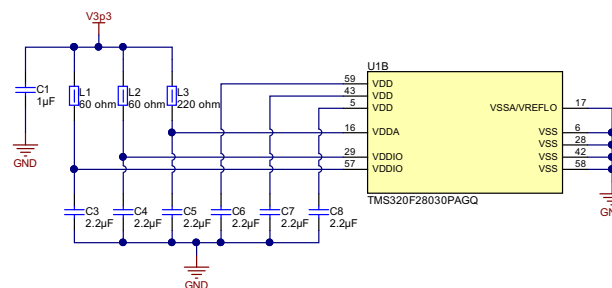 V3p3
C1
1µF
GND
L1
60 ohm
L2
60 ohm
L3
220 ohm
U1B
59 VDD
43 VDD
5 VDD
16 VDDA
29 VDDIO
57 VDDIO
VSSA/VREFLO 17
VSS 6
VSS 28
VSS 42
VSS 58
TMS320F28030PAGQ
C3
2.2µF
C4
2.2µF
C5
2.2µF
C6
2.2µF
C7
2.2µF
C8
2.2µF
GND
GN